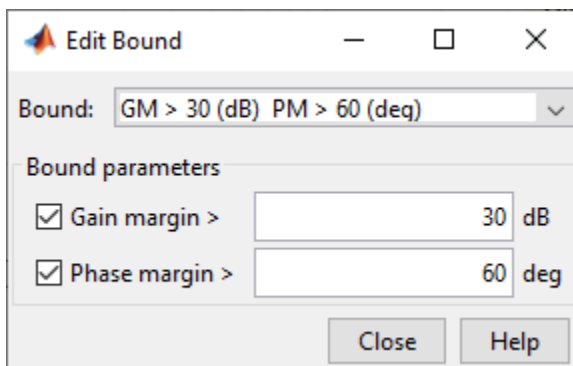 Edit Bound
Bound: GM > 30 (dB) PM > 60 (deg)
Bound parameters
Gain margin > 30 dB
Phase margin > 60 deg
Close Help